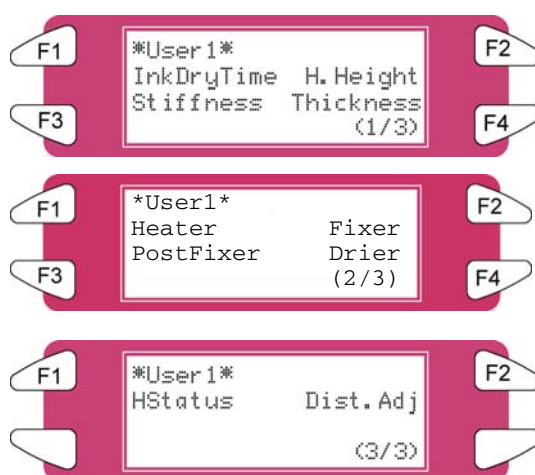 F1 F2
*User1*
InkDryTime H.Height
Stiffness Thickness
(1/3)
F3 F4
F1 F2
*User1*
Heater Fixer
PostFixer Drier
(2/3)
F3 F4
F1 F2
*User1*
HStatus Dist.Adj
(3/3)